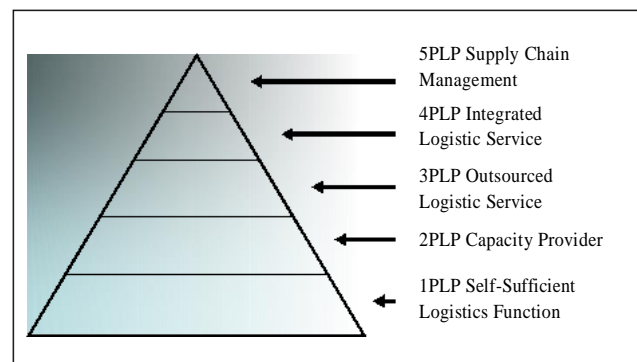 5PLP Supply Chain
Management
4PLP Integrated
Logistic Service
3PLP Outsourced
Logistic Service
2PLP Capacity Provider
1PLP Self-Sufficient
Logistics Function